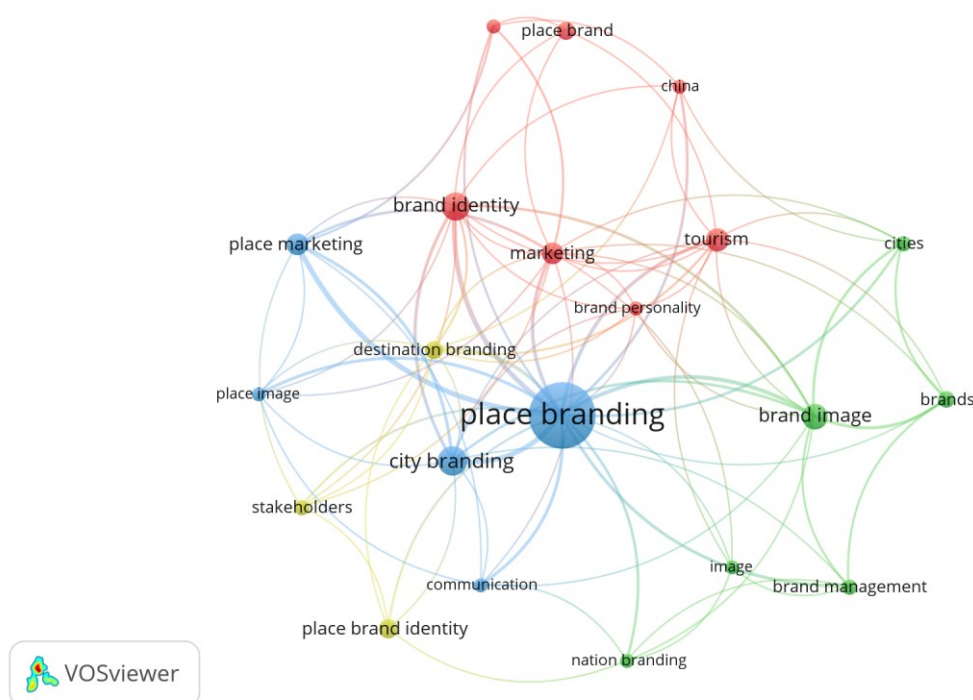 place brand
china
brand identity
place marketing
marketing
tourism
cities
brand personality
destination branding
place image
place branding
brand image
brands
city branding
stakeholders
image
communication
brand management
place brand identity
nation branding
VOSviewer